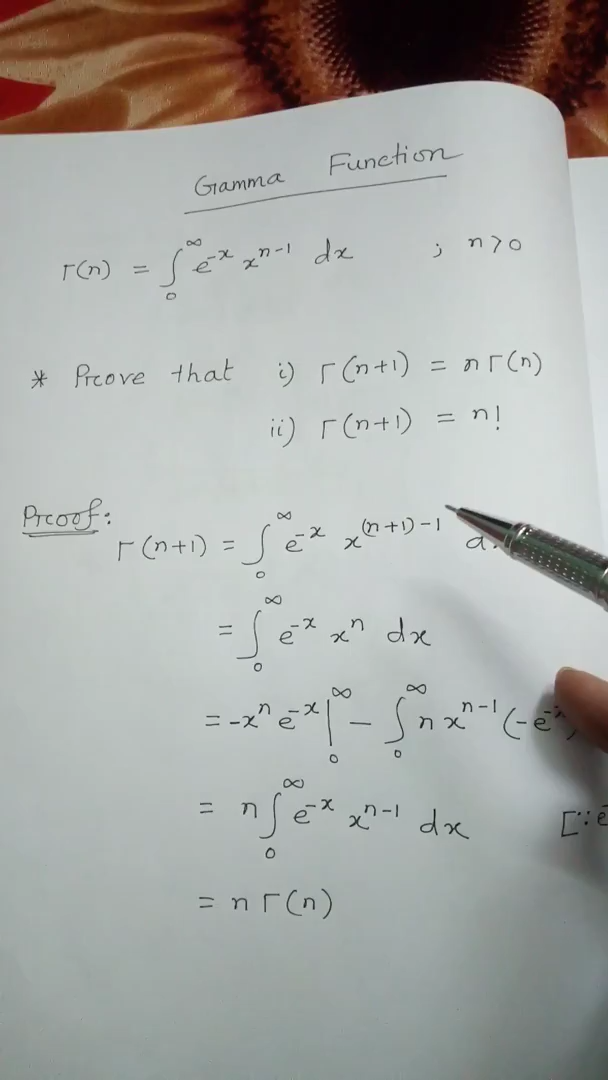 Gamma Function
Γ(n) = ∫₀^∞ e^-x x^n-1 dx ; n>0
* Prove that i) Γ(n+1) = nΓ(n)
ii) Γ(n+1) = n!
Proof:
Γ(n+1) = ∫₀^∞ e^-x x^(n+1)-1 d
= ∫₀^∞ e^-x x^n dx
= -x^n e^-x |₀^∞ - ∫₀^∞ n x^n-1 (-e^-x)
= n∫₀^∞ e^-x x^n-1 dx [∵e
= nΓ(n)